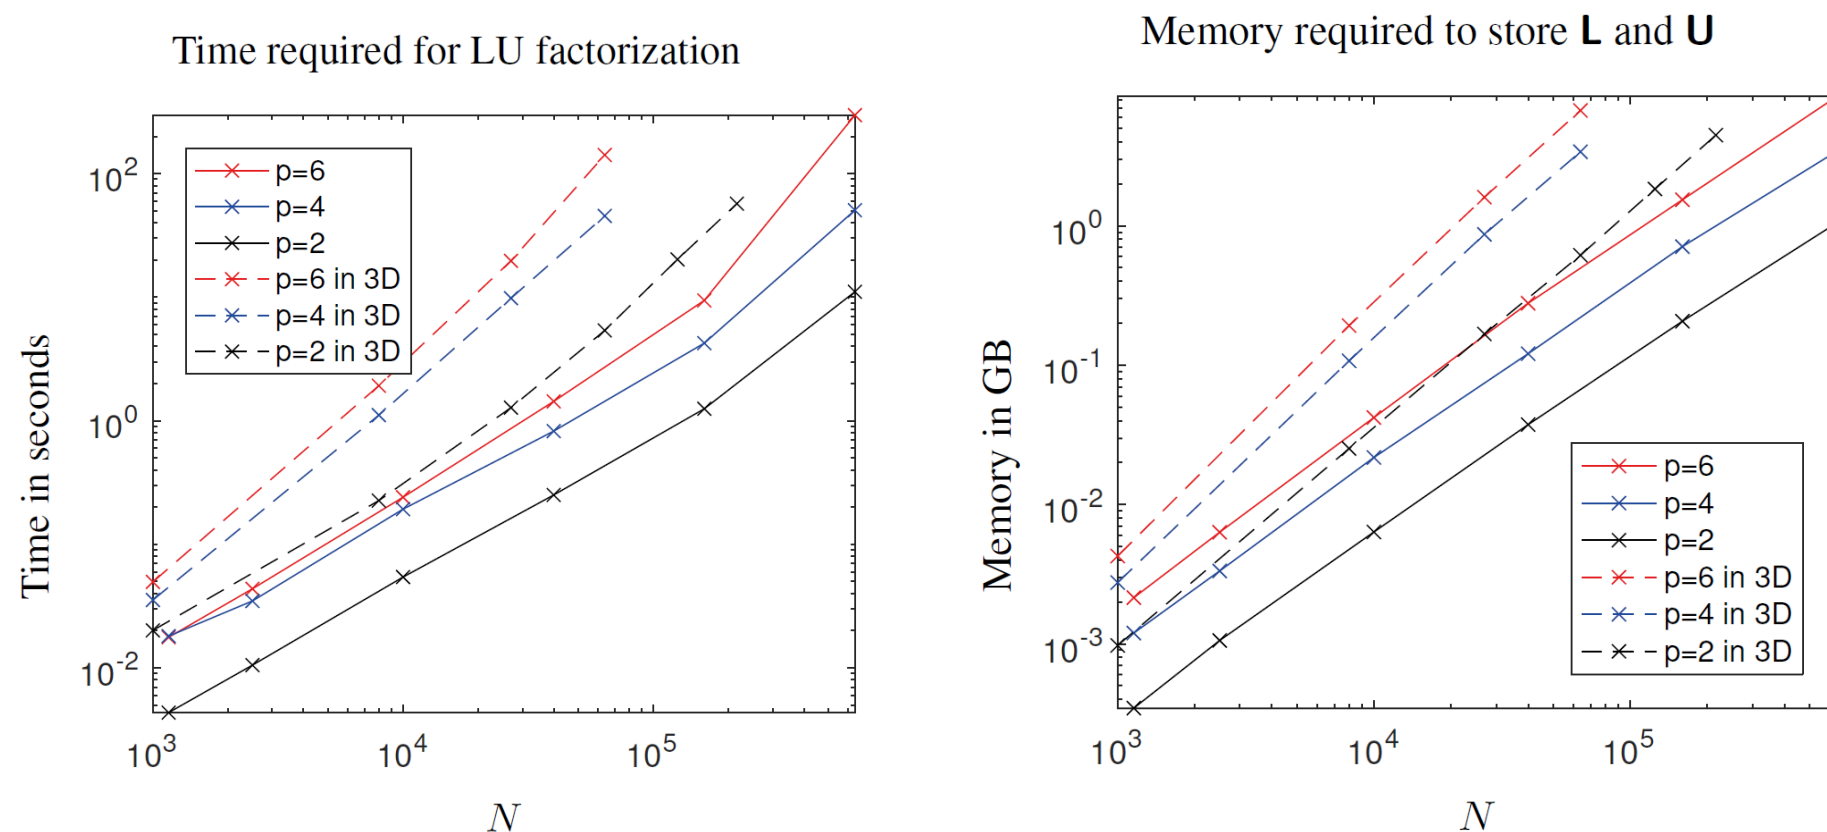 Time required for LU factorization
Time in seconds
10^2
10^0
10^-2
p=6
p=4
p=2
p=6 in 3D
p=4 in 3D
p=2 in 3D
10^3
10^4
10^5
N
Memory required to store L and U
Memory in GB
10^0
10^-1
10^-2
10^-3
p=6
p=4
p=2
p=6 in 3D
p=4 in 3D
p=2 in 3D
10^3
10^4
10^5
N